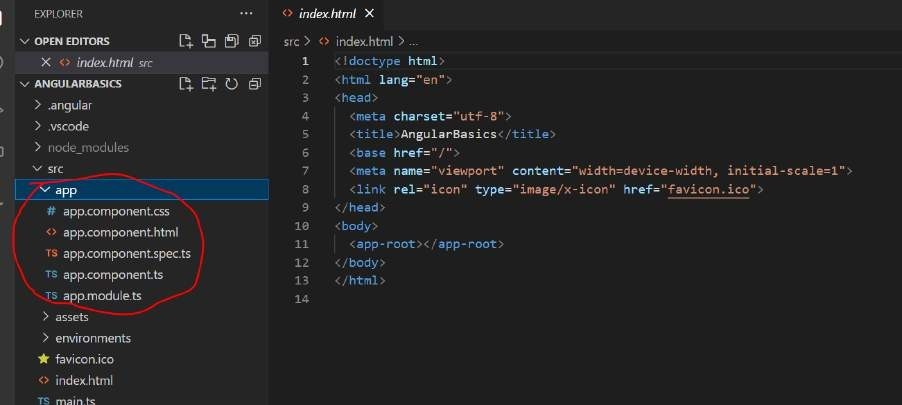 EXPLORER
OPEN EDITORS
index.html src
ANGULARBASICS
.angular
.vscode
node_modules
src
app
# app.component.css
<> app.component.html
TS app.component.spec.ts
TS app.component.ts
TS app.module.ts
assets
environments
favicon.ico
<> index.html
TS main.ts
<> index.html
src > <> index.html > ...
1 <!doctype html>
2 <html lang="en">
3 <head>
4 <meta charset="utf-8">
5 <title>AngularBasics</title>
6 <base href="/">
7 <meta name="viewport" content="width=device-width, initial-scale=1">
8 <link rel="icon" type="image/x-icon" href="favicon.ico">
9 </head>
10 <body>
11 <app-root></app-root>
12 </body>
13 </html>
14